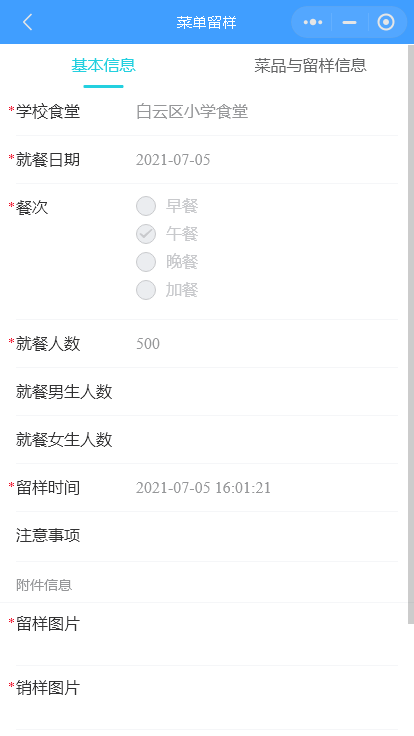 菜单留样
基本信息 菜品与留样信息
*学校食堂 白云区小学食堂
*就餐日期 2021-07-05
*餐次 早餐
午餐
晚餐
加餐
*就餐人数 500
就餐男生人数
就餐女生人数
*留样时间 2021-07-05 16:01:21
注意事项
附件信息
*留样图片
*销样图片